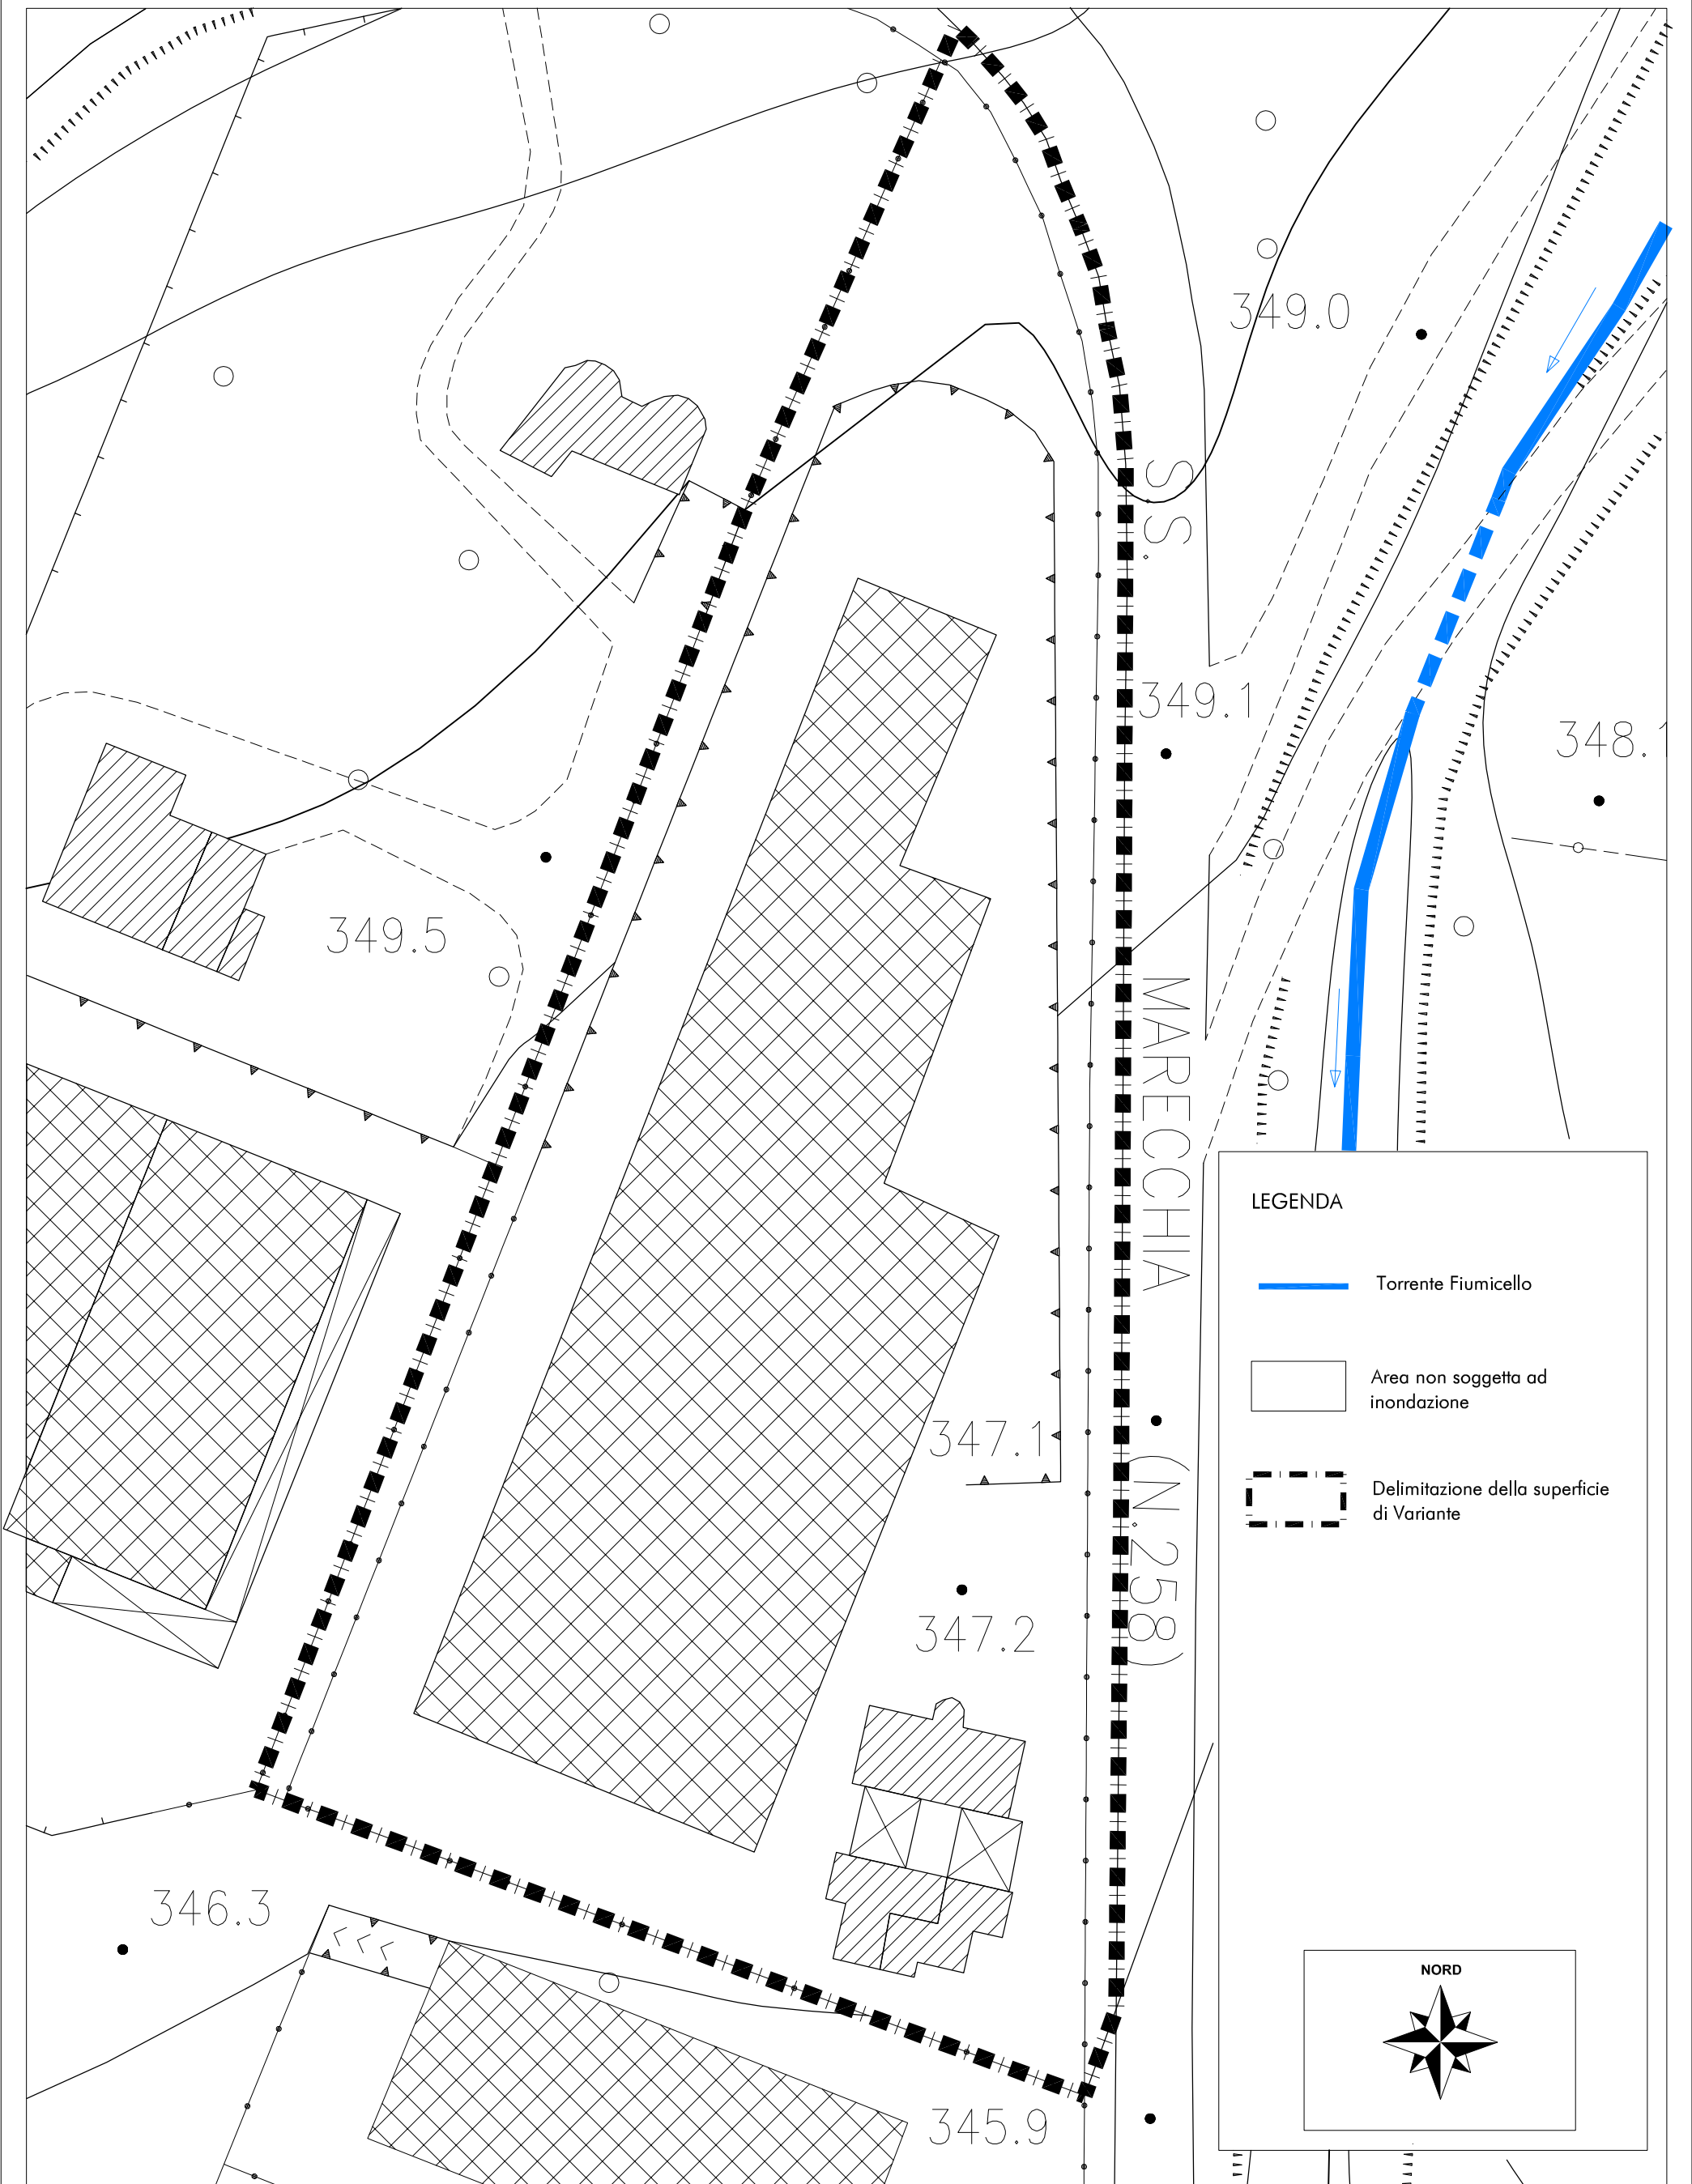 349.0
S.S.
349.1
348.
349.5
MARECCHIA
LEGENDA
Torrente Fiumicello
Area non soggetta ad
inondazione
347.1
(N.258)
Delimitazione della superficie
di Variante
347.2
346.3
NORD
345.9